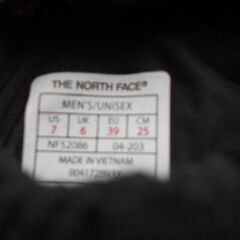 THE NORTH FACE®
MEN'S/UNISEX
US UK EU CM
7 6 39 25
NF52086 04-203
MADE IN VIETNAM